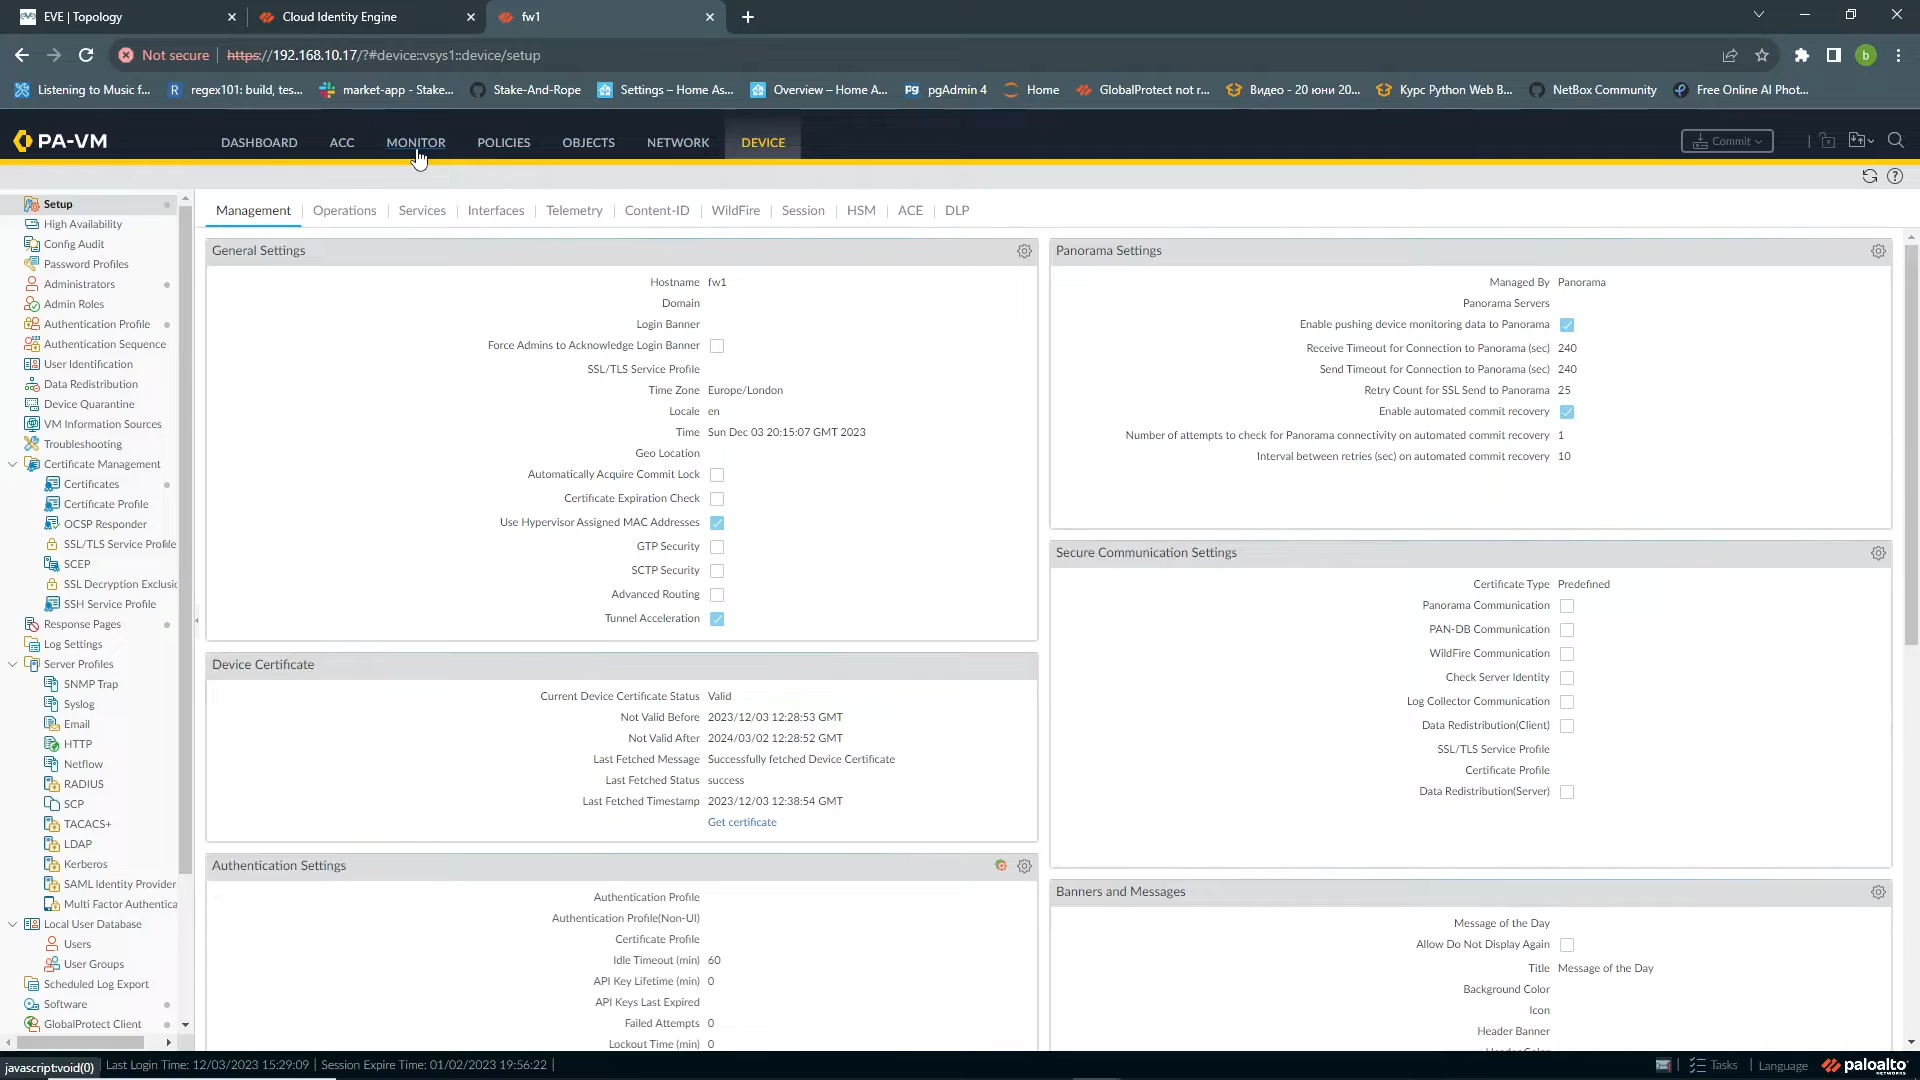 EVE | Topology
Cloud Identity Engine
fw1
Not secure
https://192.168.10.17/?#device::vsys1::device/setup
b
Listening to Music f...
R regex101: build, tes...
market-app - Stake...
Stake-And-Rope
Settings – Home As...
Overview – Home A...
Pg pgAdmin 4
Home
GlobalProtect not r...
Видео - 20 юни 20...
Курс Python Web B...
NetBox Community
Free Online AI Phot...
PA-VM
DASHBOARD
ACC
MONITOR
POLICIES
OBJECTS
NETWORK
DEVICE
Commit
Setup
High Availability
Config Audit
Password Profiles
Administrators
Admin Roles
Authentication Profile
Authentication Sequence
User Identification
Data Redistribution
Device Quarantine
VM Information Sources
Troubleshooting
Certificate Management
Certificates
Certificate Profile
OCSP Responder
SSL/TLS Service Profile
SCEP
SSL Decryption Exclusic
SSH Service Profile
Response Pages
Log Settings
Server Profiles
SNMP Trap
Syslog
Email
HTTP
Netflow
RADIUS
SCP
TACACS+
LDAP
Kerberos
SAML Identity Provider
Multi Factor Authentica
Local User Database
Users
User Groups
Scheduled Log Export
Software
GlobalProtect Client
Management
Operations
Services
Interfaces
Telemetry
Content-ID
WildFire
Session
HSM
ACE
DLP
General Settings
Hostname fw1
Domain
Login Banner
Force Admins to Acknowledge Login Banner
SSL/TLS Service Profile
Time Zone Europe/London
Locale en
Time Sun Dec 03 20:15:07 GMT 2023
Geo Location
Automatically Acquire Commit Lock
Certificate Expiration Check
Use Hypervisor Assigned MAC Addresses
GTP Security
SCTP Security
Advanced Routing
Tunnel Acceleration
Device Certificate
Current Device Certificate Status Valid
Not Valid Before 2023/12/03 12:28:53 GMT
Not Valid After 2024/03/02 12:28:52 GMT
Last Fetched Message Successfully fetched Device Certificate
Last Fetched Status success
Last Fetched Timestamp 2023/12/03 12:38:54 GMT
Get certificate
Authentication Settings
Authentication Profile
Authentication Profile(Non-UI)
Certificate Profile
Idle Timeout (min) 60
API Key Lifetime (min) 0
API Keys Last Expired
Failed Attempts 0
Lockout Time (min) 0
Panorama Settings
Managed By Panorama
Panorama Servers
Enable pushing device monitoring data to Panorama
Receive Timeout for Connection to Panorama (sec) 240
Send Timeout for Connection to Panorama (sec) 240
Retry Count for SSL Send to Panorama 25
Enable automated commit recovery
Number of attempts to check for Panorama connectivity on automated commit recovery 1
Interval between retries (sec) on automated commit recovery 10
Secure Communication Settings
Certificate Type Predefined
Panorama Communication
PAN-DB Communication
WildFire Communication
Check Server Identity
Log Collector Communication
Data Redistribution(Client)
SSL/TLS Service Profile
Certificate Profile
Data Redistribution(Server)
Banners and Messages
Message of the Day
Allow Do Not Display Again
Title Message of the Day
Background Color
Icon
Header Banner
Header Color
javascript:void(0)
Last Login Time: 12/03/2023 15:29:09 | Session Expire Time: 01/02/2023 19:56:22 |
Tasks | Language
paloalto
NETWORKS